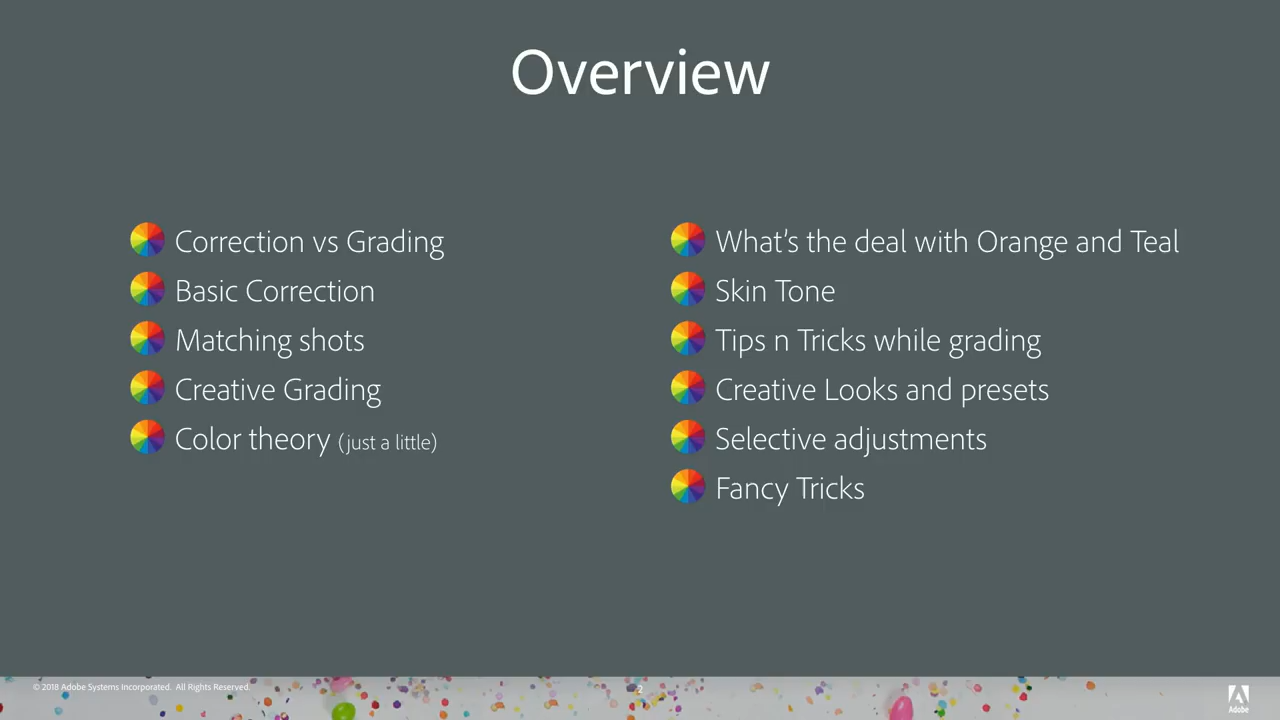 Overview
Correction vs Grading
Basic Correction
Matching shots
Creative Grading
Color theory (just a little)
What's the deal with Orange and Teal
Skin Tone
Tips n Tricks while grading
Creative Looks and presets
Selective adjustments
Fancy Tricks
© 2018 Adobe Systems Incorporated. All Rights Reserved.
2
Adobe